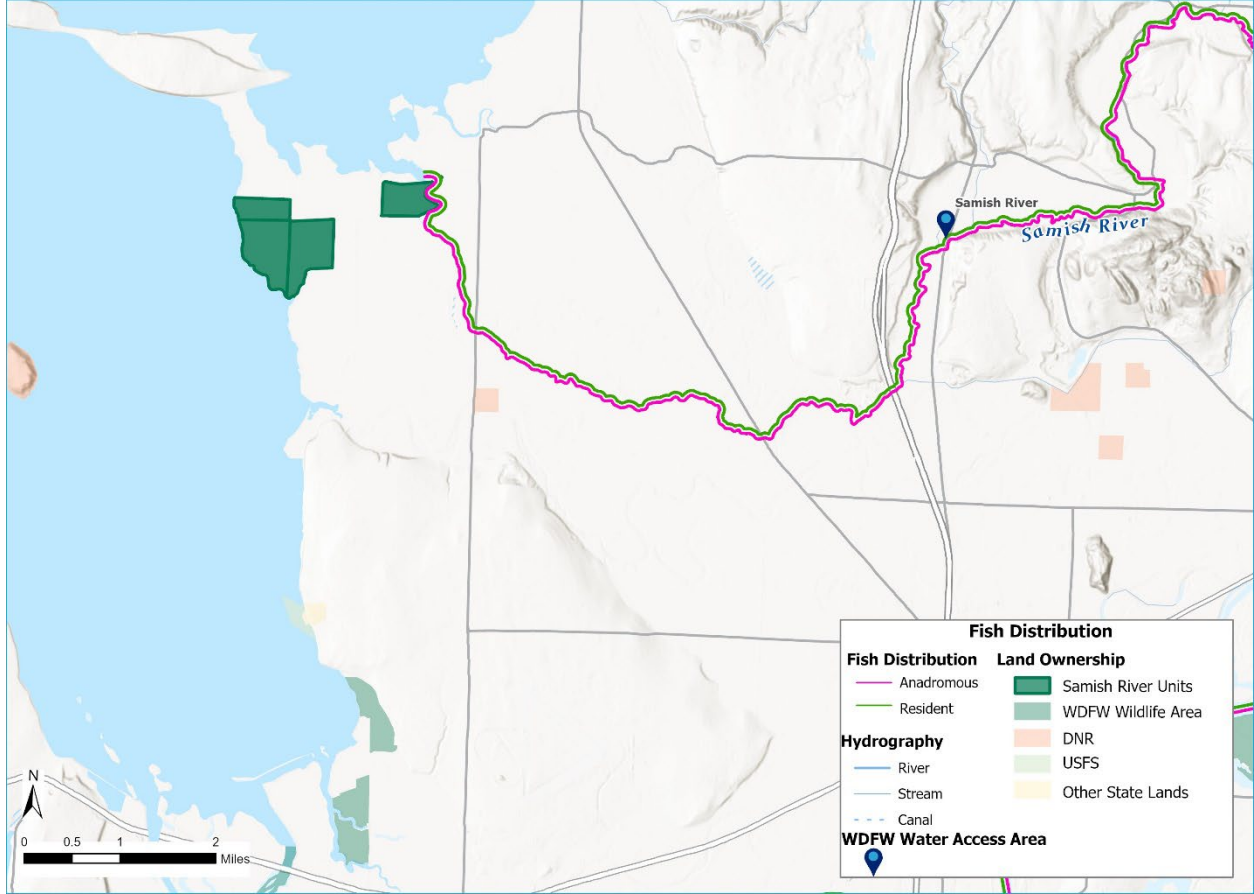 Samish River
Samish River
Fish Distribution
Fish Distribution
Anadromous
Resident
Hydrography
River
Stream
Canal
WDFW Water Access Area
Land Ownership
Samish River Units
WDFW Wildlife Area
DNR
USFS
Other State Lands
N
0 0.5 1 2
Miles